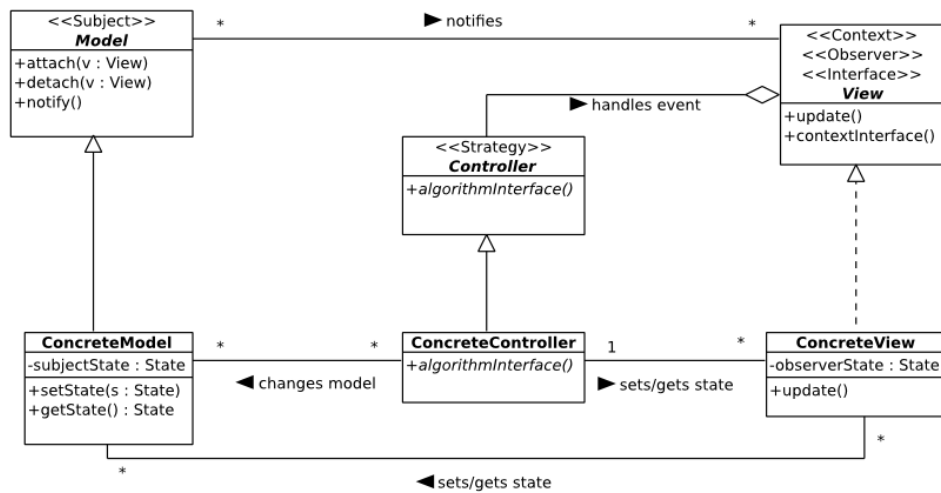 <<Subject>>
Model
+attach(v : View)
+detach(v : View)
+notify()
*
notifies
*
<<Context>>
<<Observer>>
<<Interface>>
View
+update()
+contextInterface()
handles event
<<Strategy>>
Controller
+algorithmInterface()
ConcreteModel
-subjectState : State
+setState(s : State)
+getState() : State
*
*
changes model
ConcreteController
+algorithmInterface()
1
*
sets/gets state
ConcreteView
-observerState : State
+update()
*
*
sets/gets state